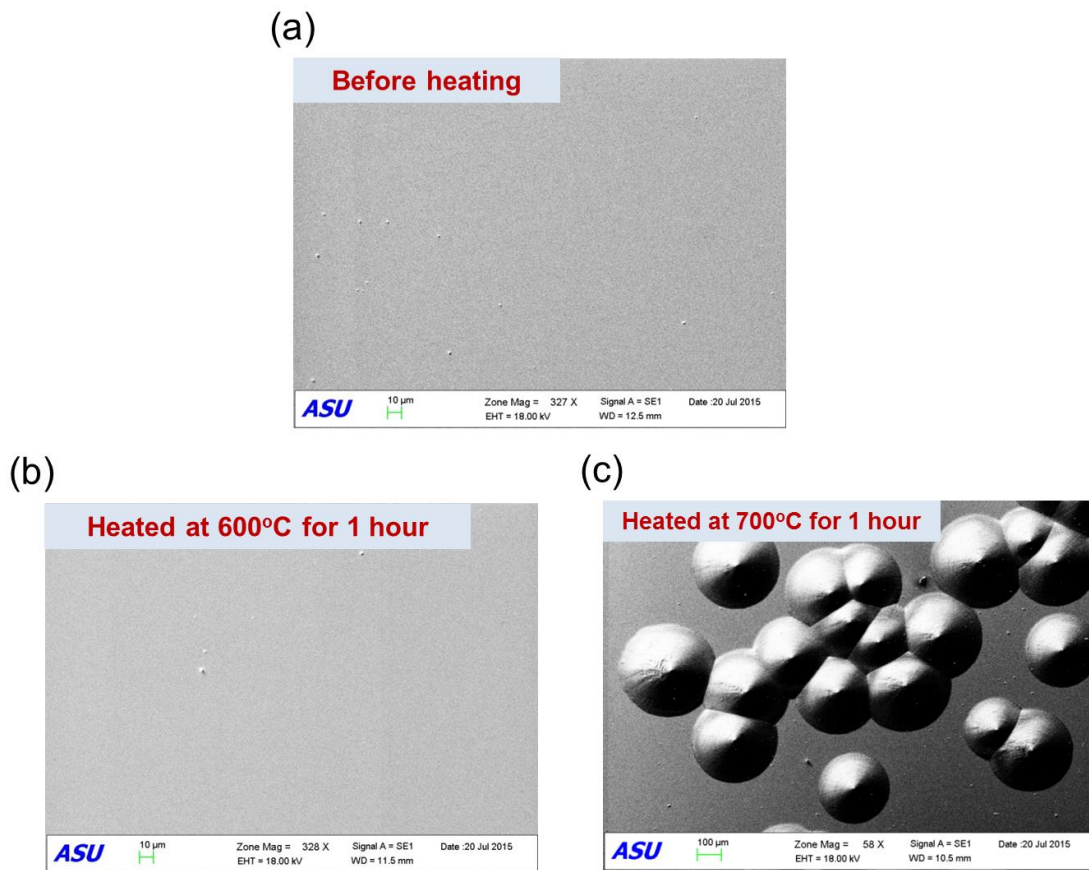 (a)
Before heating
ASU
10 µm
Zone Mag = 327 X
Signal A = SE1
Date :20 Jul 2015
EHT = 18.00 kV
WD = 12.5 mm
(b)
Heated at 600°C for 1 hour
ASU
10 µm
Zone Mag = 328 X
Signal A = SE1
Date :20 Jul 2015
EHT = 18.00 kV
WD = 11.5 mm
(c)
Heated at 700°C for 1 hour
ASU
100 µm
Zone Mag = 58 X
Signal A = SE1
Date :20 Jul 2015
EHT = 18.00 kV
WD = 10.5 mm